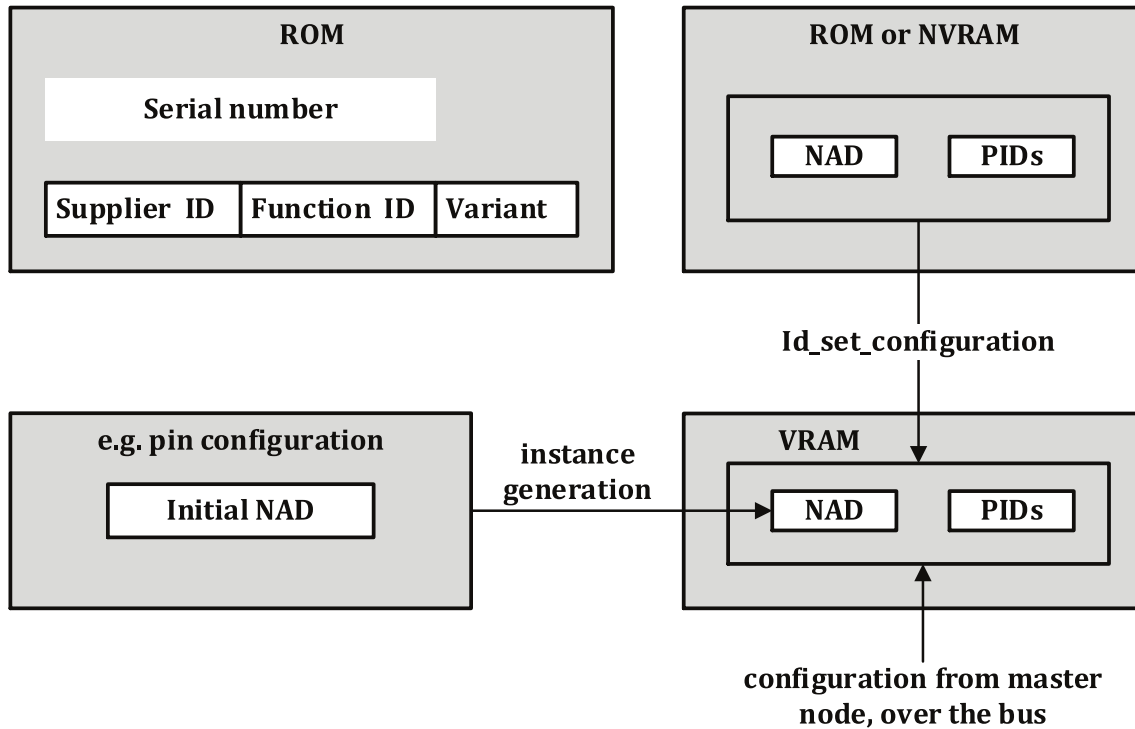 ROM
Serial number
Supplier ID
Function ID
Variant
ROM or NVRAM
NAD
PIDs
Id_set_configuration
e.g. pin configuration
Initial NAD
instance
generation
VRAM
NAD
PIDs
configuration from master
node, over the bus